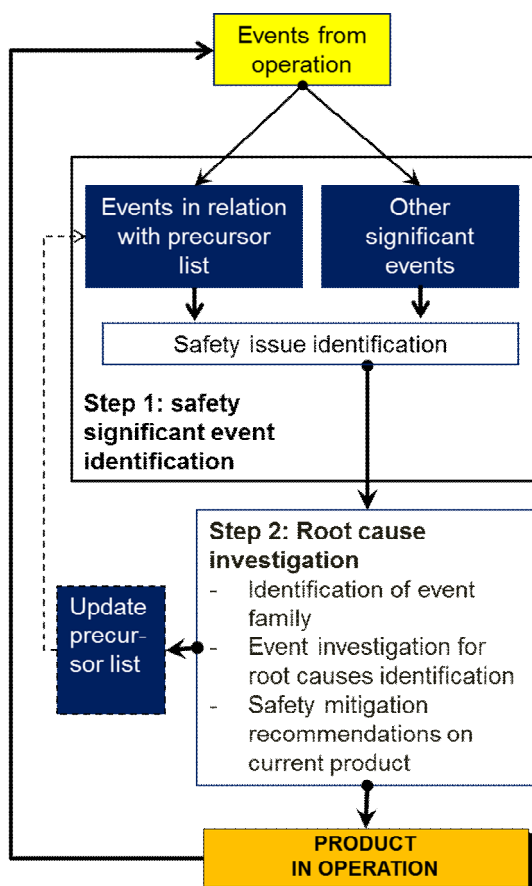 Events from
operation
Events in relation
with precursor
list
Other
significant
events
Safety issue identification
Step 1: safety
significant event
identification
Step 2: Root cause
investigation
- Identification of event
family
- Event investigation for
root causes identification
- Safety mitigation
recommendations on
current product
Update
precur-
sor list
PRODUCT
IN OPERATION